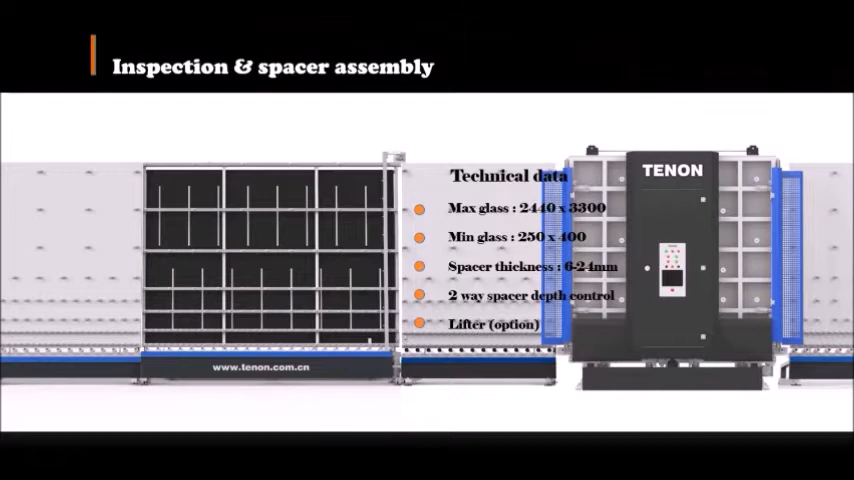 Inspection & spacer assembly
Technical data
Max glass : 2440 x 3300
Min glass : 250 x 400
Spacer thickness : 6-24mm
2 way spacer depth control
Lifter (option)
TENON
www.tenon.com.cn